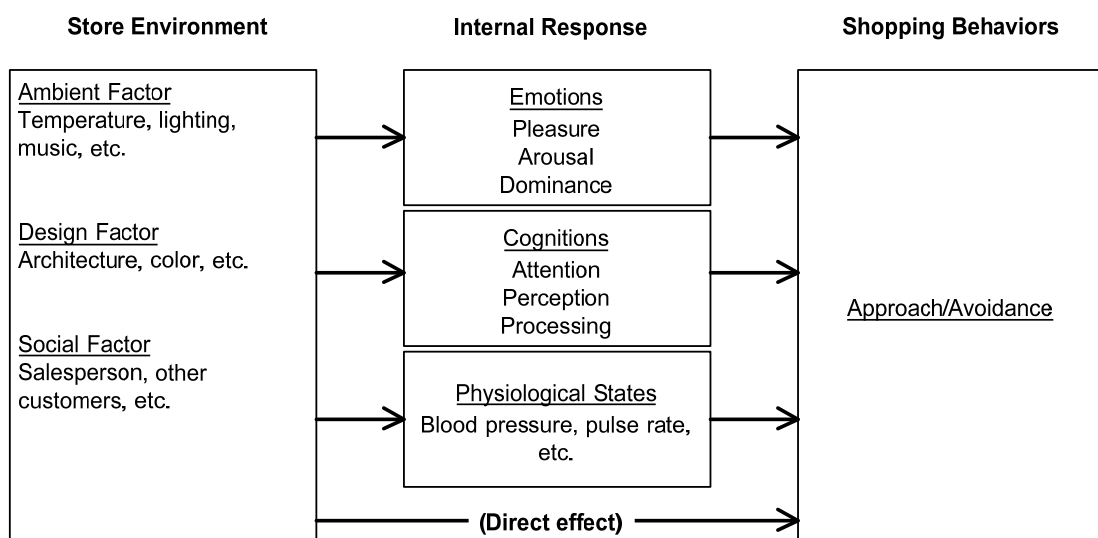 Store Environment
Internal Response
Shopping Behaviors
Ambient Factor
Temperature, lighting,
music, etc.
Design Factor
Architecture, color, etc.
Social Factor
Salesperson, other
customers, etc.
Emotions
Pleasure
Arousal
Dominance
Cognitions
Attention
Perception
Processing
Physiological States
Blood pressure, pulse rate,
etc.
Approach/Avoidance
(Direct effect)